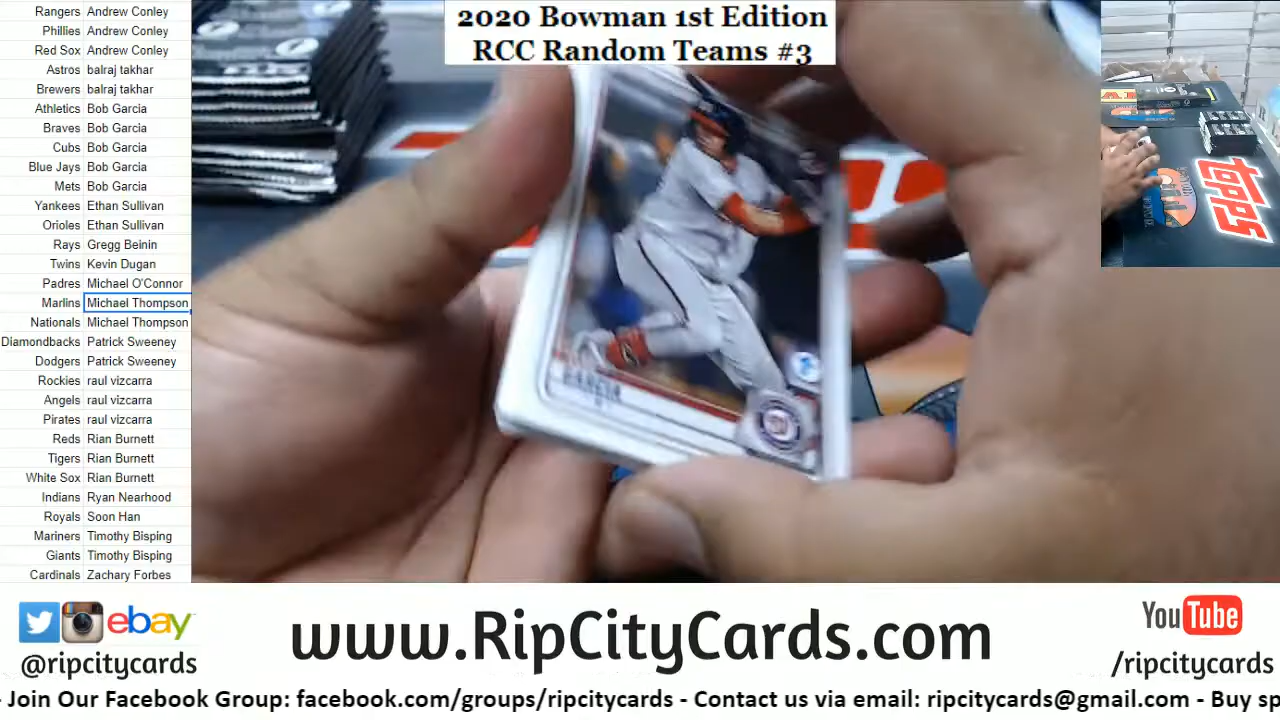 2020 Bowman 1st Edition
RCC Random Teams #3
Rangers Andrew Conley
Phillies Andrew Conley
Red Sox Andrew Conley
Astros balraj takhar
Brewers balraj takhar
Athletics Bob Garcia
Braves Bob Garcia
Cubs Bob Garcia
Blue Jays Bob Garcia
Mets Bob Garcia
Yankees Ethan Sullivan
Orioles Ethan Sullivan
Rays Gregg Beinin
Twins Kevin Dugan
Padres Michael O'Connor
Marlins Michael Thompson
Nationals Michael Thompson
Diamondbacks Patrick Sweeney
Dodgers Patrick Sweeney
Rockies raul vizcarra
Angels raul vizcarra
Pirates raul vizcarra
Reds Rian Burnett
Tigers Rian Burnett
White Sox Rian Burnett
Indians Ryan Nearhood
Royals Soon Han
Mariners Timothy Bisping
Giants Timothy Bisping
Cardinals Zachary Forbes
GARCIA
topps
ebay
@ripcitycards
www.RipCityCards.com
YouTube
/ripcitycards
- Join Our Facebook Group: facebook.com/groups/ripcitycards - Contact us via email: ripcitycards@gmail.com - Buy sp